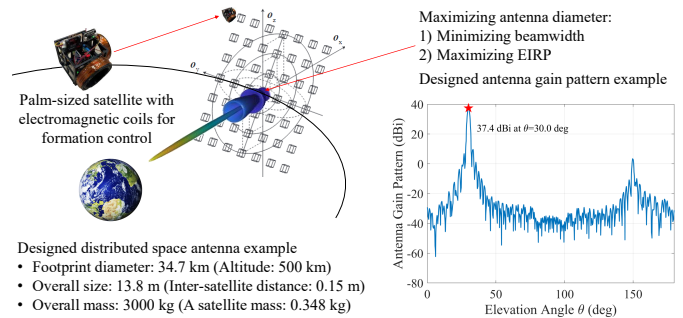 Maximizing antenna diameter:
1) Minimizing beamwidth
2) Maximizing EIRP
Designed antenna gain pattern example
o_z
o_x
o_y
Palm-sized satellite with
electromagnetic coils for
formation control
Antenna Gain Pattern (dBi)
40
20
0
-20
-40
-60
-80
37.4 dBi at θ=30.0 deg
0
50
100
150
Elevation Angle θ (deg)
Designed distributed space antenna example
• Footprint diameter: 34.7 km (Altitude: 500 km)
• Overall size: 13.8 m (Inter-satellite distance: 0.15 m)
• Overall mass: 3000 kg (A satellite mass: 0.348 kg)